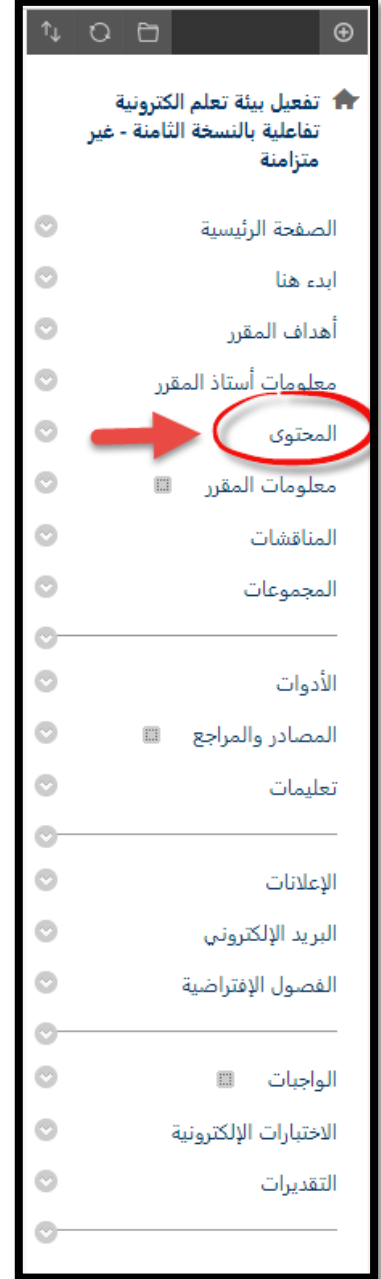 تفعيل بيئة تعلم الكترونية
تفاعلية بالنسخة الثامنة - غير
متزامنة
الصفحة الرئيسية
ابدء هنا
أهداف المقرر
معلومات أستاذ المقرر
المحتوى
معلومات المقرر
المناقشات
المجموعات
الأدوات
المصادر والمراجع
تعليمات
الإعلانات
البريد الإلكتروني
الفصول الإفتراضية
الواجبات
الاختبارات الإلكترونية
التقديرات